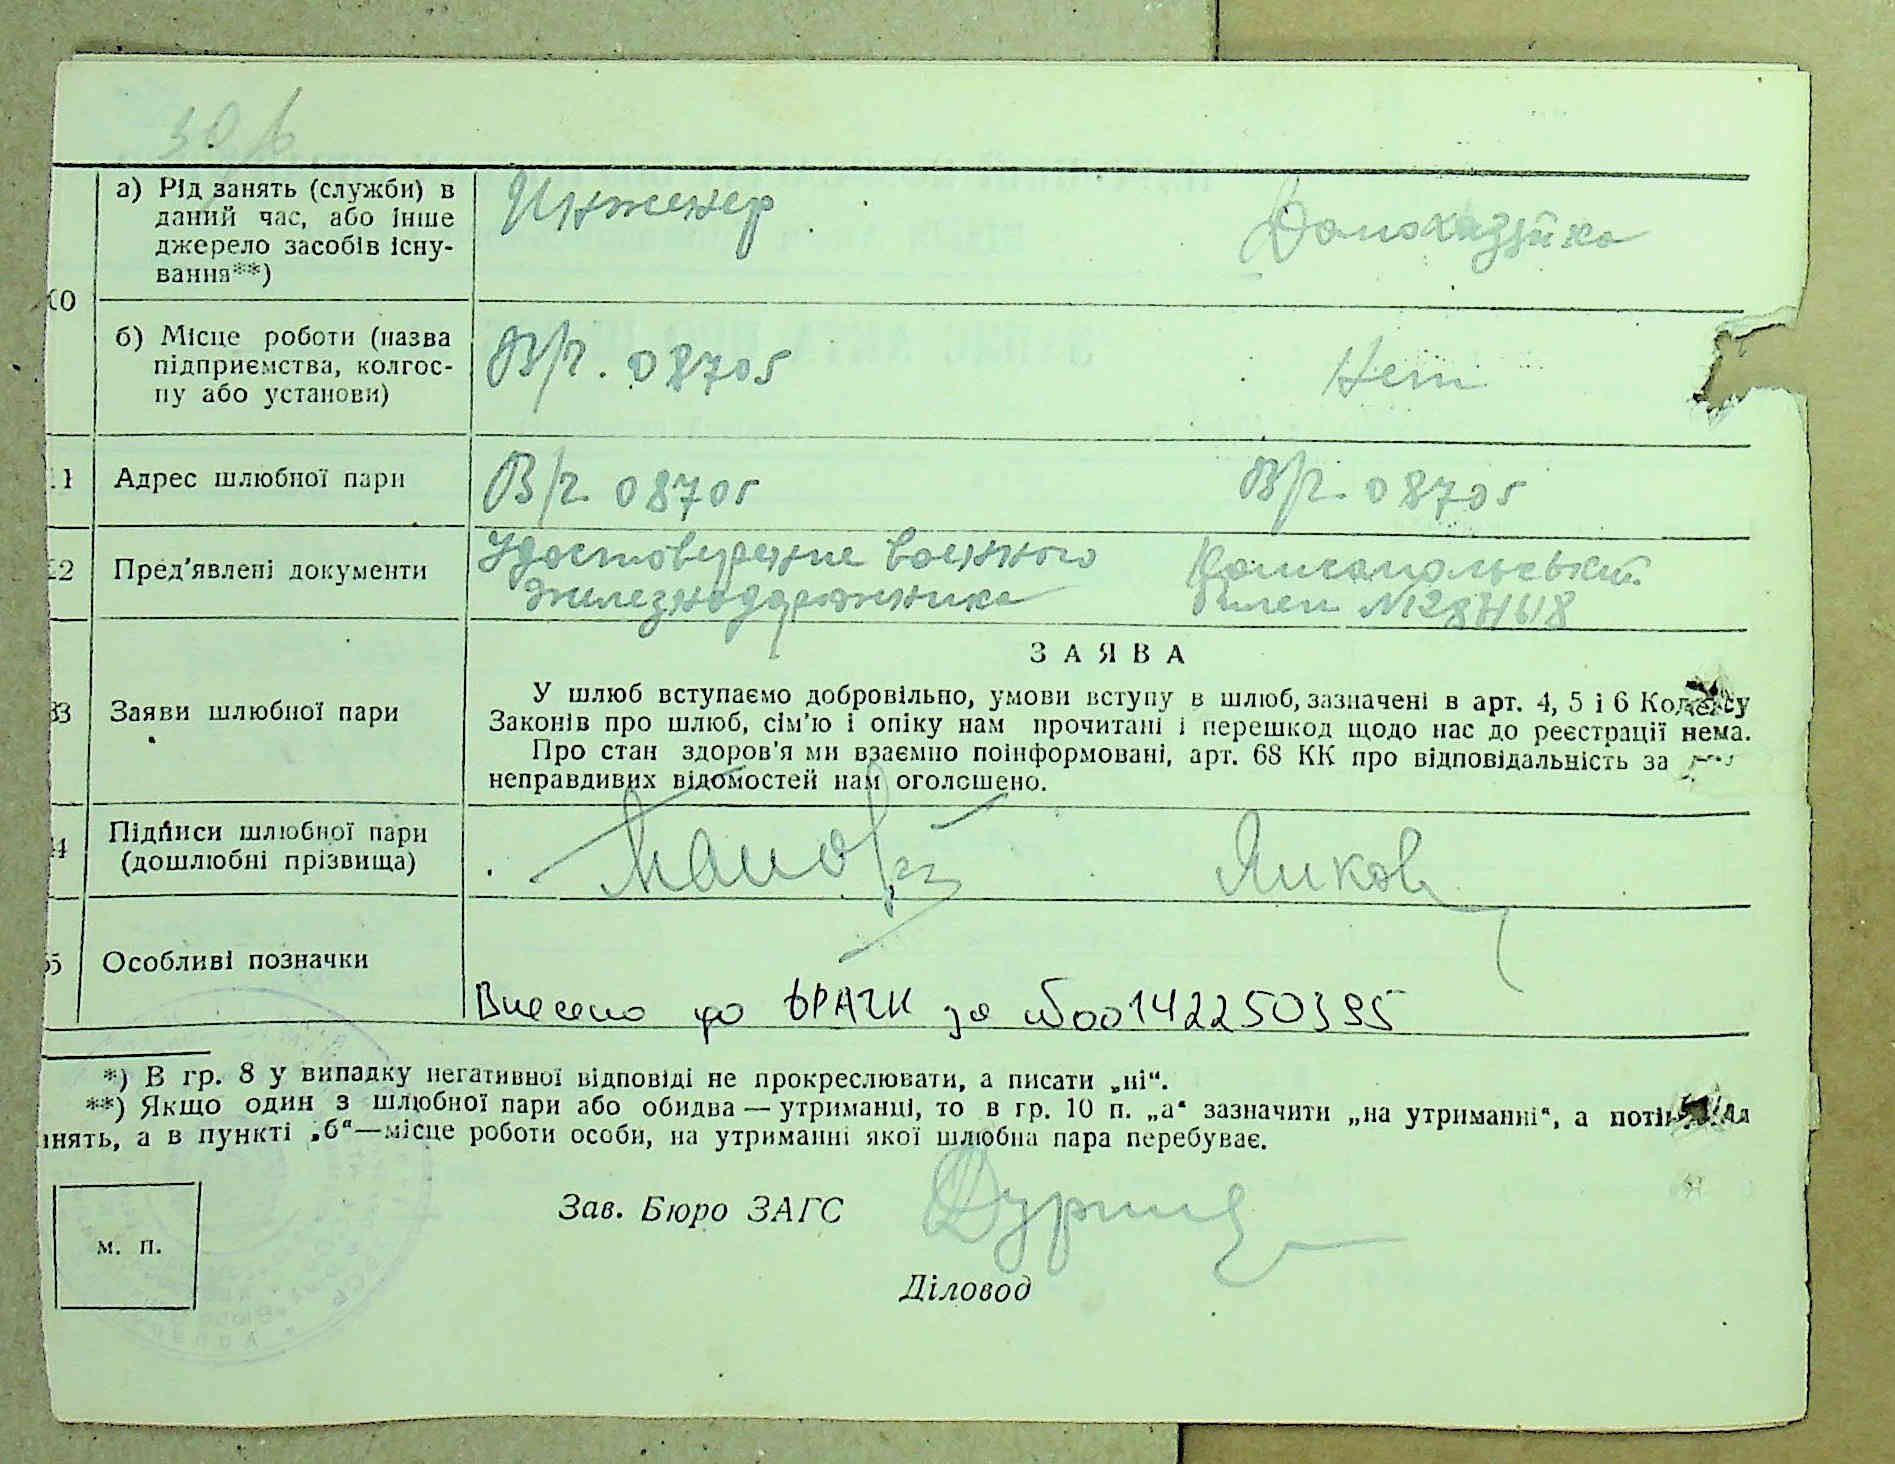 а) Рід занять (служби) в
даний час, або інше
джерело засобів існу-
вання**)
Инженер
Домохазяйка
10
б) Місце роботи (назва
підприємства, колгос-
пу або установи)
В/ч. 08705
Нет
11
Адрес шлюбної пари
В/ч 08705
В/ч. 08705
12
Пред'явлені документи
Удостоверение военного
железнодорожника
Комсомольский
билет
ЗАЯВА
У шлюб вступаємо добровільно, умови вступу в шлюб, зазначені в арт. 4, 5 і 6 Кодексу
13
Заяви шлюбної пари
Законів про шлюб, сім'ю і опіку нам прочитані і перешкод щодо нас до реєстрації нема.
Про стан здоров'я ми взаємно поінформовані, арт. 68 КК про відповідальність за
неправдивих відомостей нам оголошено.
14
Підписи шлюбної пари
(дошлюбні прізвища)
15
Особливі позначки
Внесено до ДРАЦС за №00142250395
*) В гр. 8 у випадку негативної відповіді не прокреслювати, а писати „ні“.
**) Якщо один з шлюбної пари або обидва — утриманці, то в гр. 10 п. „а“ зазначити „на утриманні“, а потім
нять, а в пункті „б“—місце роботи особи, на утриманні якої шлюбна пара перебуває.
Зав. Бюро ЗАГС
м. п.
Діловод